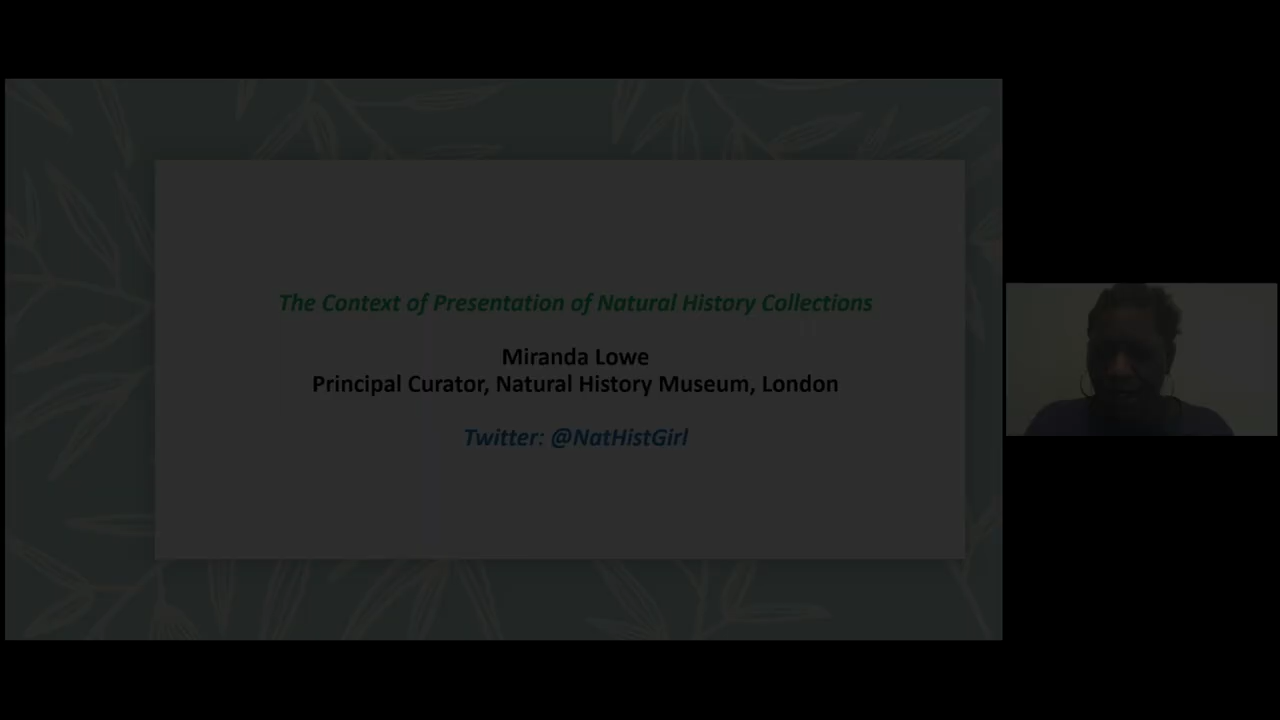 The Context of Presentation of Natural History Collections
Miranda Lowe
Principal Curator, Natural History Museum, London
Twitter: @NatHistGirl